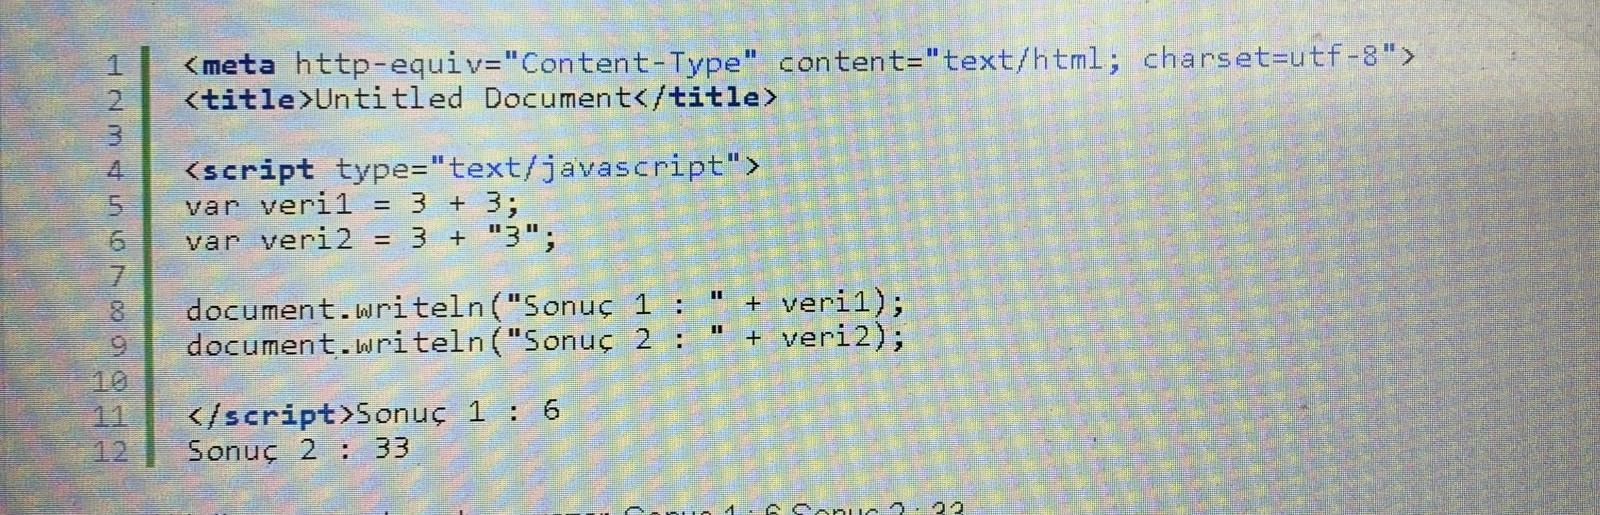 1 <meta http-equiv="Content-Type" content="text/html; charset=utf-8">
2 <title>Untitled Document</title>
3
4 <script type="text/javascript">
5 var veri1 = 3 + 3;
6 var veri2 = 3 + "3";
7
8 document.writeln("Sonuç 1 : " + veri1);
9 document.writeln("Sonuç 2 : " + veri2);
10
11 </script>Sonuç 1 : 6
12 Sonuç 2 : 33
Sonuç 1 : 6 Sonuç 2 : 33